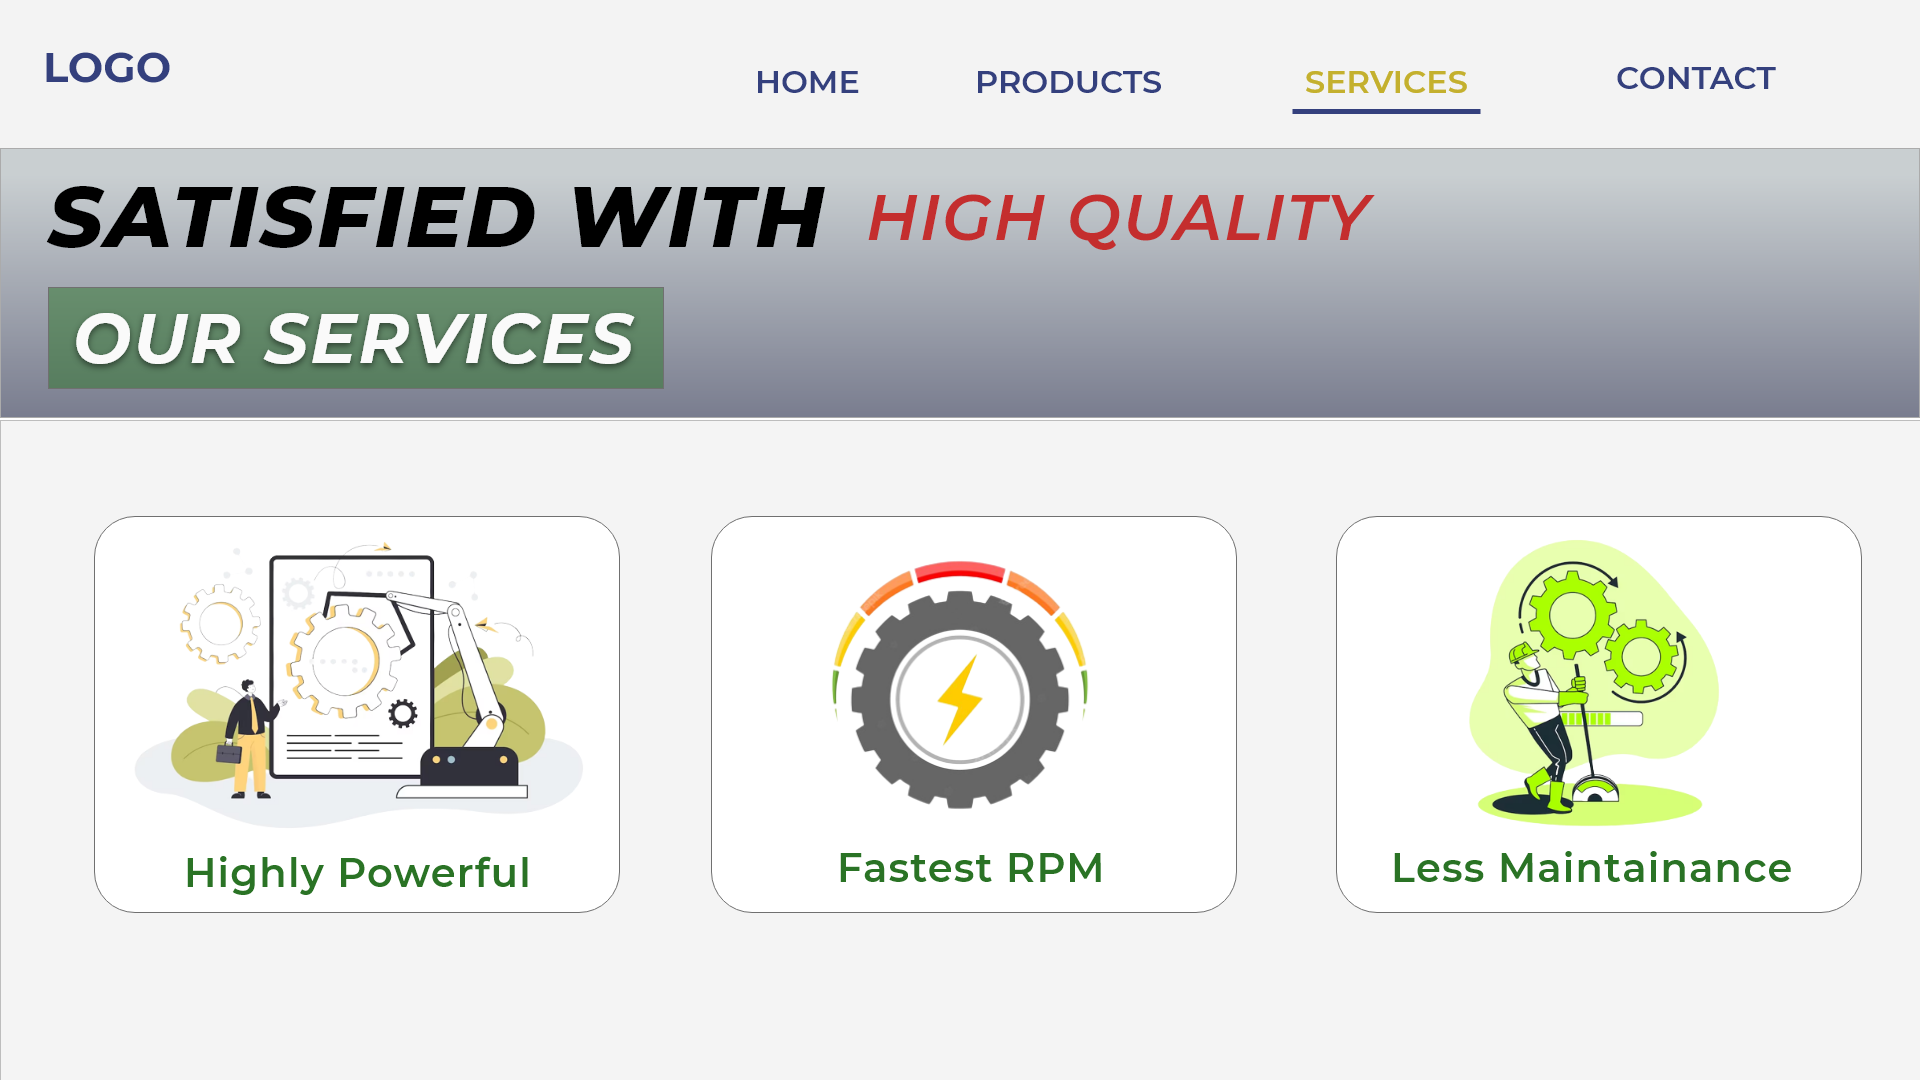 LOGO
HOME PRODUCTS SERVICES CONTACT
SATISFIED WITH HIGH QUALITY
OUR SERVICES
Highly Powerful
Fastest RPM
Less Maintainance